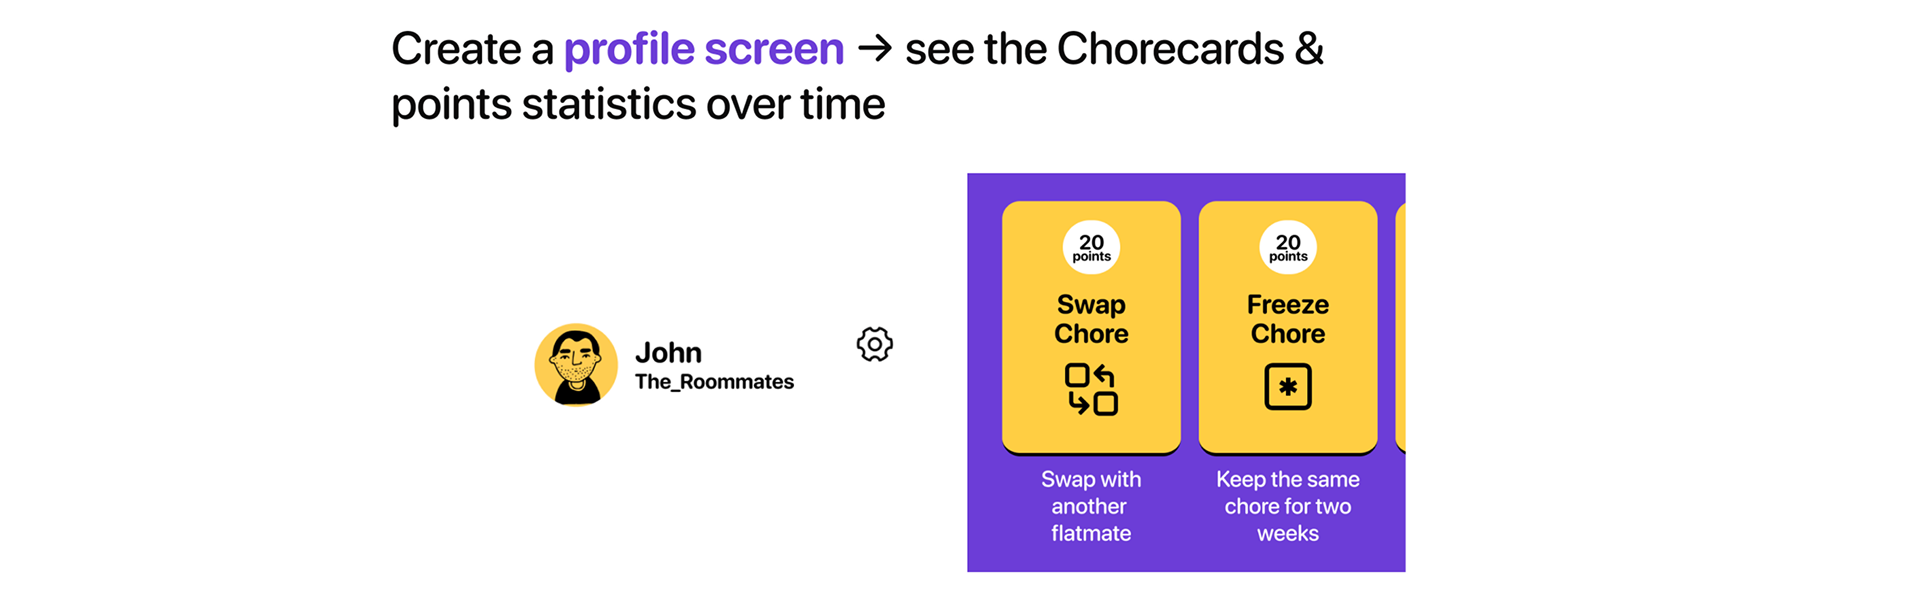 Create a profile screen → see the Chorecards &
points statistics over time
John
The_Roommates
20
points
Swap
Chore
Swap with
another
flatmate
20
points
Freeze
Chore
Keep the same
chore for two
weeks